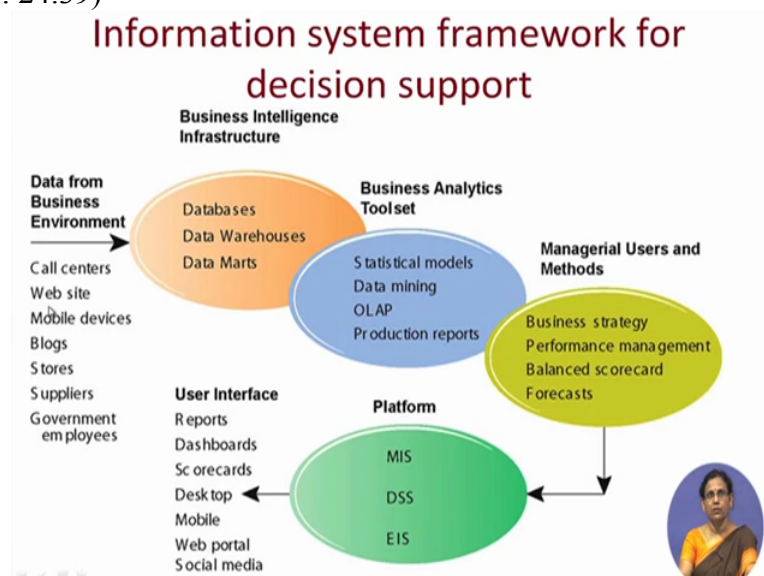 : 24:39)
Information system framework for
decision support
Business Intelligence
Infrastructure
Data from
Business
Environment
Call centers
Web site
Mobile devices
Blogs
Stores
Suppliers
Government
employees
Databases
Data Warehouses
Data Marts
Business Analytics
Toolset
Statistical models
Data mining
OLAP
Production reports
Managerial Users and
Methods
Business strategy
Performance management
Balanced scorecard
Forecasts
Platform
MIS
DSS
EIS
User Interface
Reports
Dashboards
Scorecards
Desktop
Mobile
Web portal
Social media